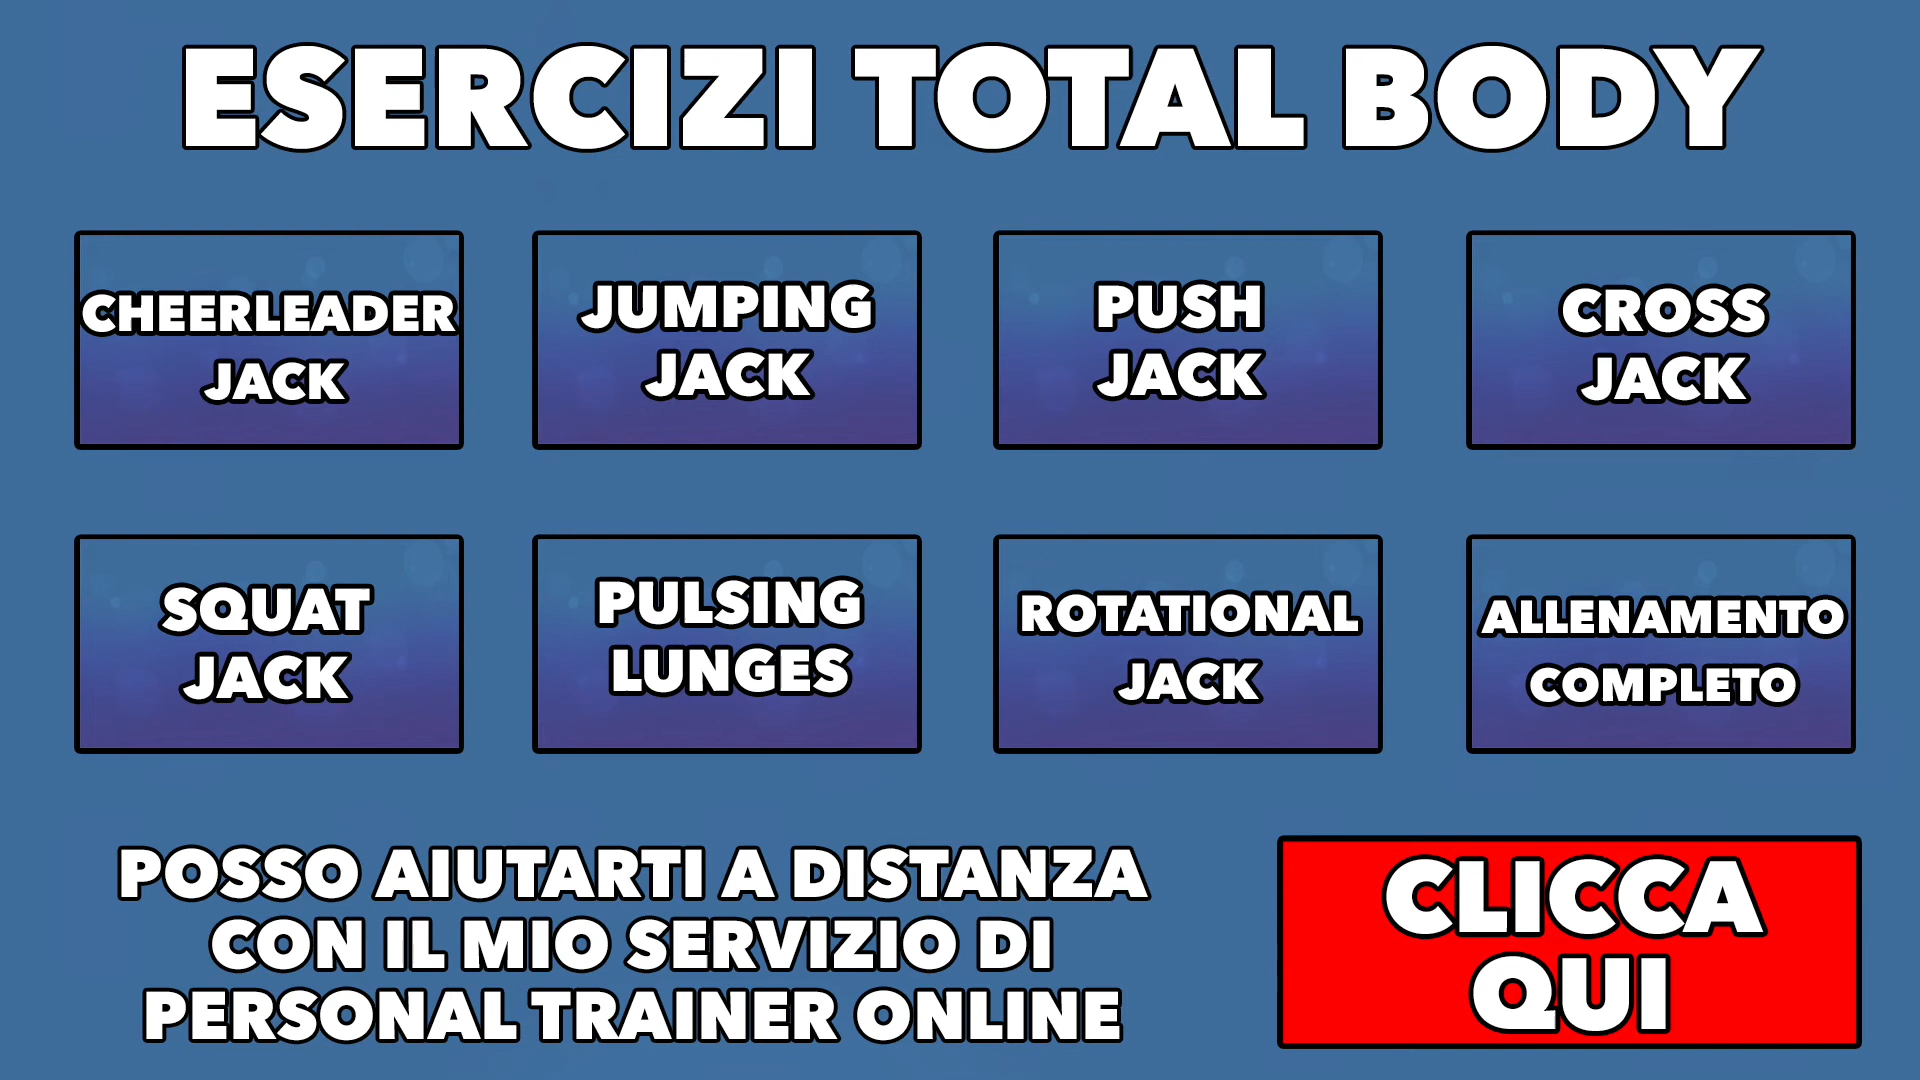 ESERCIZI TOTAL BODY
CHEERLEADER
JACK
JUMPING
JACK
PUSH
JACK
CROSS
JACK
SQUAT
JACK
PULSING
LUNGES
ROTATIONAL
JACK
ALLENAMENTO
COMPLETO
POSSO AIUTARTI A DISTANZA
CON IL MIO SERVIZIO DI
PERSONAL TRAINER ONLINE
CLICCA
QUI